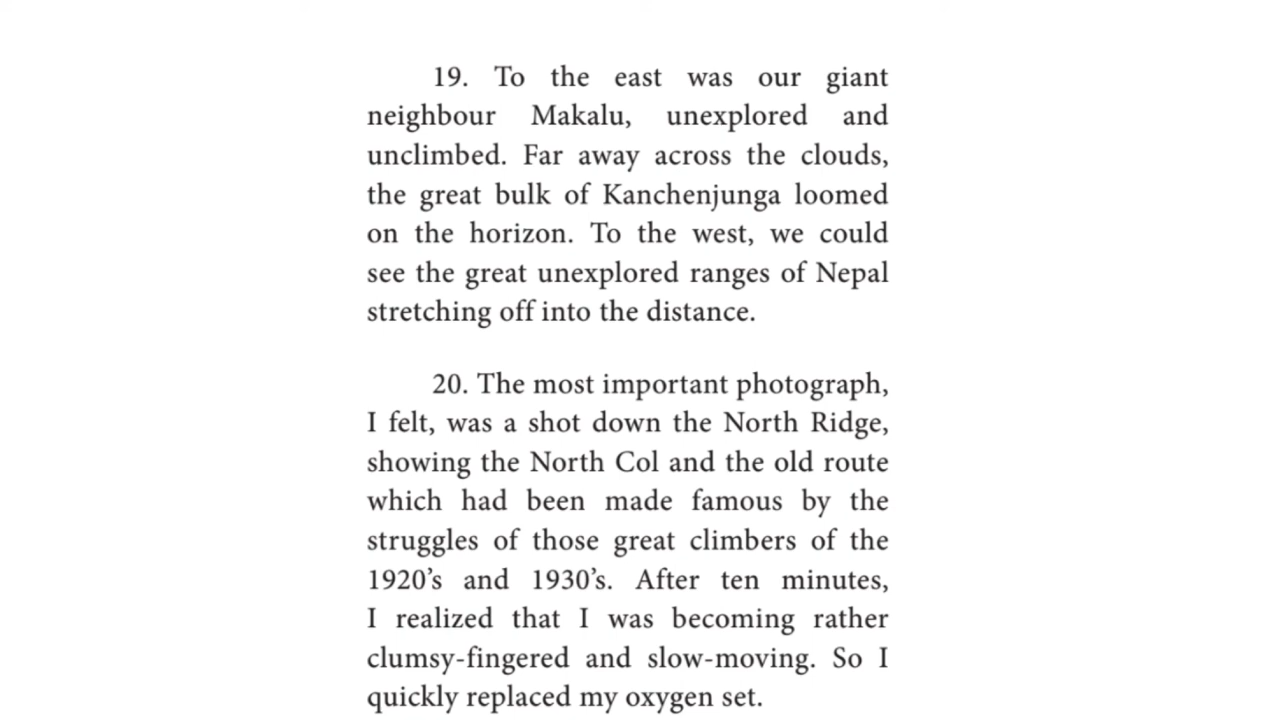 19. To the east was our giant
neighbour Makalu, unexplored and
unclimbed. Far away across the clouds,
the great bulk of Kanchenjunga loomed
on the horizon. To the west, we could
see the great unexplored ranges of Nepal
stretching off into the distance.
20. The most important photograph,
I felt, was a shot down the North Ridge,
showing the North Col and the old route
which had been made famous by the
struggles of those great climbers of the
1920’s and 1930’s. After ten minutes,
I realized that I was becoming rather
clumsy-fingered and slow-moving. So I
quickly replaced my oxygen set.